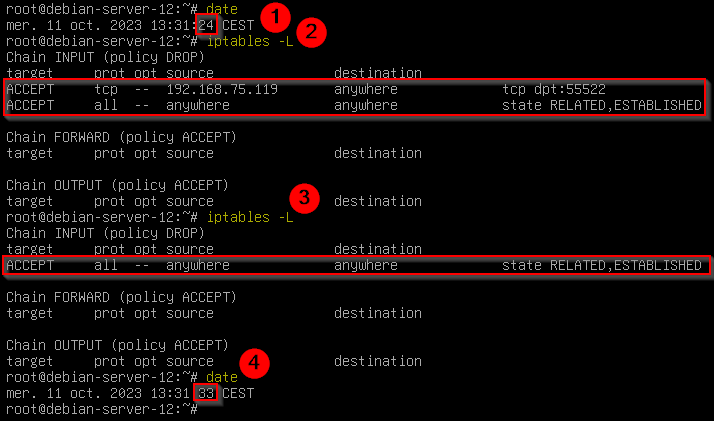 root@debian-server-12:~# date
mer. 11 oct. 2023 13:31:24 CEST 1
root@debian-server-12:~# iptables -L 2
Chain INPUT (policy DROP)
target     prot opt source               destination
ACCEPT     tcp  --  192.168.75.119       anywhere             tcp dpt:55522
ACCEPT     all  --  anywhere             anywhere             state RELATED,ESTABLISHED
Chain FORWARD (policy ACCEPT)
target     prot opt source               destination
Chain OUTPUT (policy ACCEPT) 3
target     prot opt source               destination
root@debian-server-12:~# iptables -L
Chain INPUT (policy DROP)
target     prot opt source               destination
ACCEPT     all  --  anywhere             anywhere             state RELATED,ESTABLISHED
Chain FORWARD (policy ACCEPT)
target     prot opt source               destination
Chain OUTPUT (policy ACCEPT)
target     prot opt source               destination
4
root@debian-server-12:~# date
mer. 11 oct. 2023 13:31 33 CEST
root@debian-server-12:~#